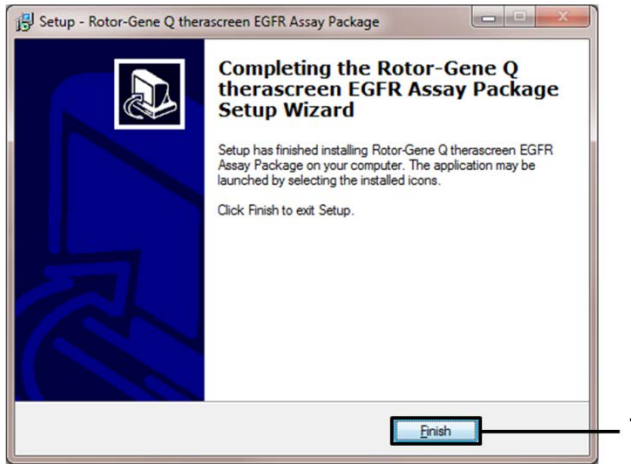 Setup - Rotor-Gene Q therascreen EGFR Assay Package
Completing the Rotor-Gene Q
therascreen EGFR Assay Package
Setup Wizard
Setup has finished installing Rotor-Gene Q therascreen EGFR
Assay Package on your computer. The application may be
launched by selecting the installed icons.
Click Finish to exit Setup.
Finish